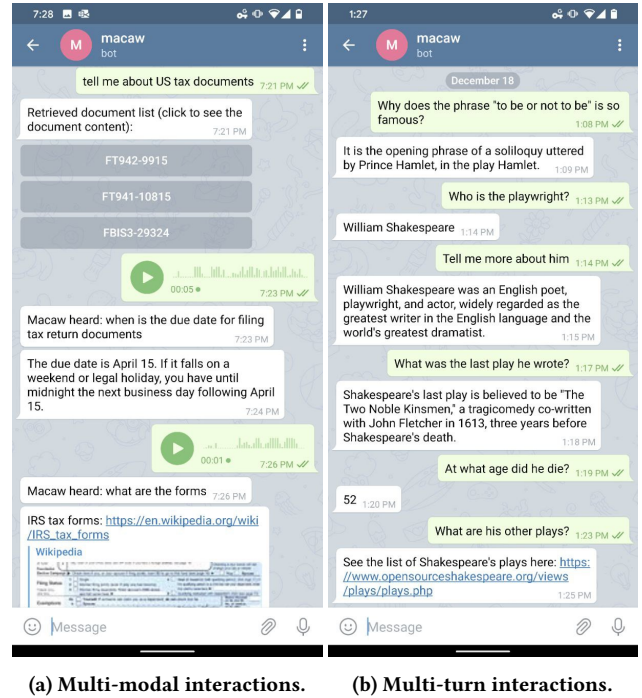 7:28
macaw
bot
tell me about US tax documents 7:21 PM
Retrieved document list (click to see the
document content): 7:21 PM
FT942-9915
FT941-10815
FBIS3-29324
00:05 7:23 PM
Macaw heard: when is the due date for filing
tax return documents 7:23 PM
The due date is April 15. If it falls on a
weekend or legal holiday, you have until
midnight the next business day following April
15. 7:24 PM
00:01 7:26 PM
Macaw heard: what are the forms 7:26 PM
IRS tax forms: https://en.wikipedia.org/wiki
/IRS_tax_forms
Wikipedia
Message
(a) Multi-modal interactions.
1:27
macaw
bot
December 18
Why does the phrase "to be or not to be" is so
famous? 1:08 PM
It is the opening phrase of a soliloquy uttered
by Prince Hamlet, in the play Hamlet. 1:09 PM
Who is the playwright? 1:13 PM
William Shakespeare 1:14 PM
Tell me more about him 1:14 PM
William Shakespeare was an English poet,
playwright, and actor, widely regarded as the
greatest writer in the English language and the
world's greatest dramatist. 1:15 PM
What was the last play he wrote? 1:17 PM
Shakespeare's last play is believed to be "The
Two Noble Kinsmen," a tragicomedy co-written
with John Fletcher in 1613, three years before
Shakespeare's death. 1:18 PM
At what age did he die? 1:19 PM
52 1:20 PM
What are his other plays? 1:23 PM
See the list of Shakespeare's plays here: https:
//www.opensourceshakespeare.org/views
/plays/plays.php 1:25 PM
Message
(b) Multi-turn interactions.